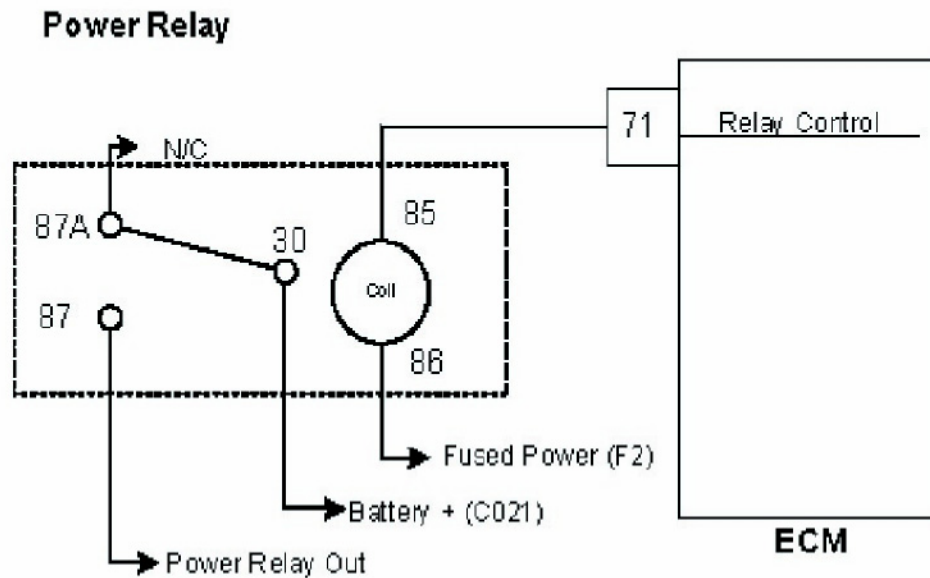 Power Relay
71
Relay Control
N/C
87A
30
85
Coil
87
86
Fused Power (F2)
Battery + (C021)
ECM
Power Relay Out